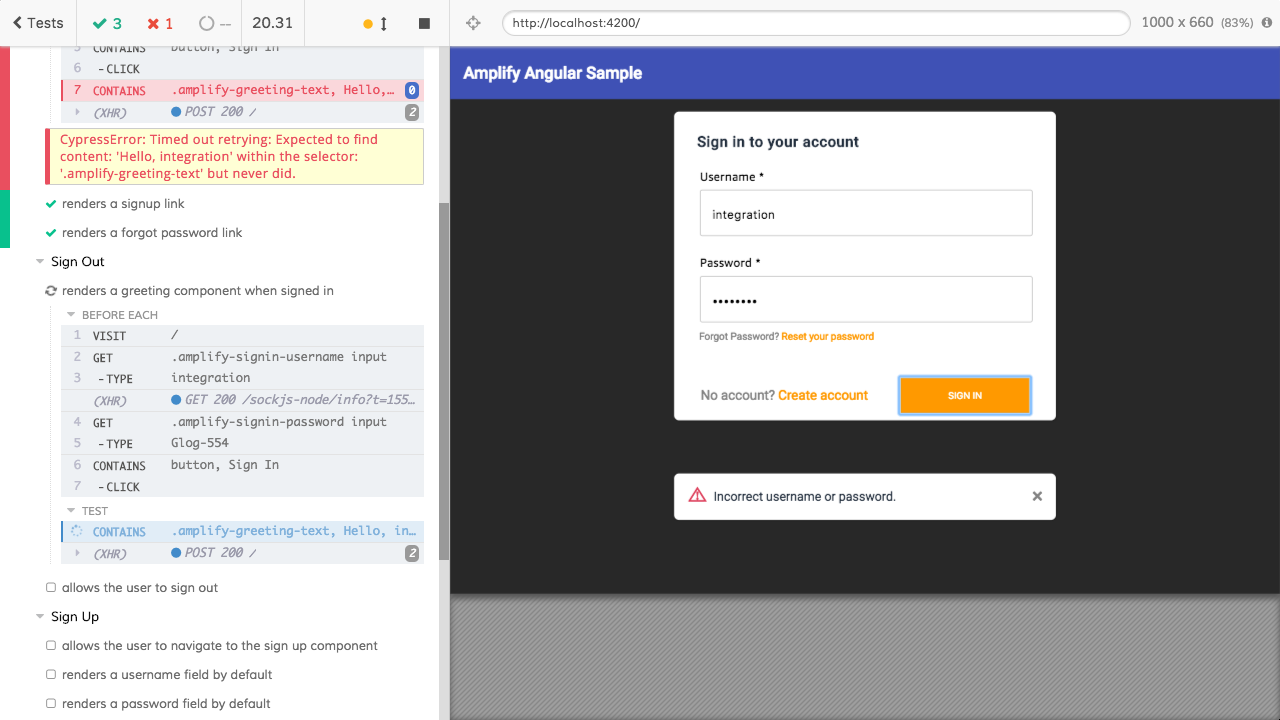 Tests
3
1
--
20.31
http://localhost:4200/
1000 x 660 (83%)
5 CONTAINS button, Sign In
6 -CLICK
7 CONTAINS .amplify-greeting-text, Hello,… 0
(XHR) POST 200 / 2
CypressError: Timed out retrying: Expected to find
content: 'Hello, integration' within the selector:
'.amplify-greeting-text' but never did.
renders a signup link
renders a forgot password link
Sign Out
renders a greeting component when signed in
BEFORE EACH
1 VISIT /
2 GET .amplify-signin-username input
3 -TYPE integration
(XHR) GET 200 /sockjs-node/info?t=155…
4 GET .amplify-signin-password input
5 -TYPE Glog-554
6 CONTAINS button, Sign In
7 -CLICK
TEST
CONTAINS .amplify-greeting-text, Hello, in…
(XHR) POST 200 / 2
allows the user to sign out
Sign Up
allows the user to navigate to the sign up component
renders a username field by default
renders a password field by default
Amplify Angular Sample
Sign in to your account
Username *
integration
Password *
••••••••
Forgot Password? Reset your password
No account? Create account
SIGN IN
Incorrect username or password.